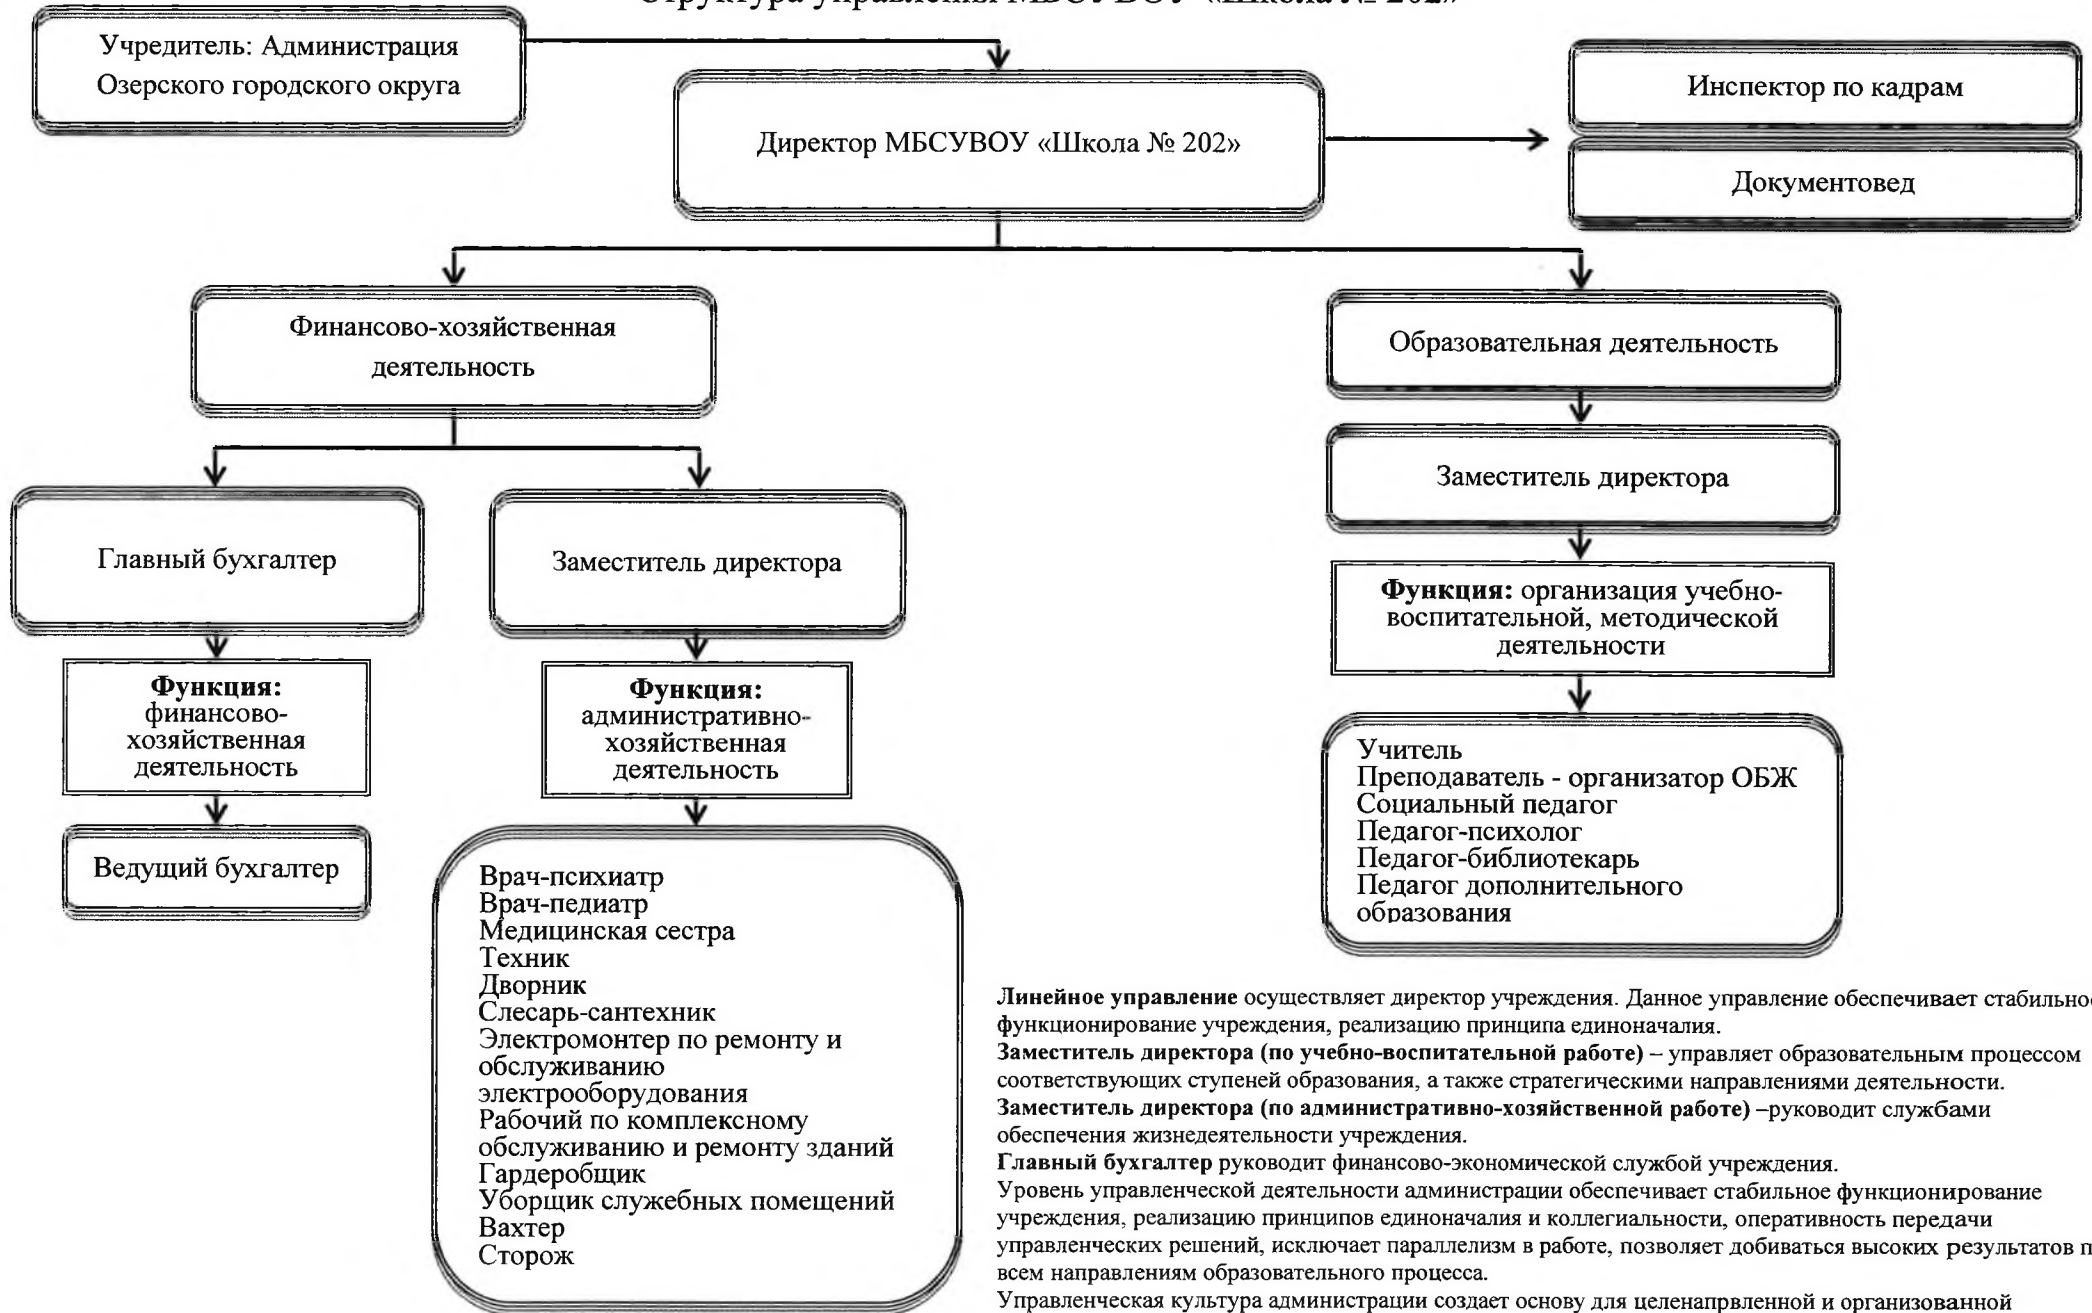 Структура управления МБСУВОУ «Школа № 202»
Учредитель: Администрация
Озерского городского округа
Директор МБСУВОУ «Школа № 202»
Инспектор по кадрам
Документовед
Финансово-хозяйственная
деятельность
Образовательная деятельность
Заместитель директора
Главный бухгалтер
Заместитель директора
Функция: организация учебно-
воспитательной, методической
деятельности
Функция:
финансово-
хозяйственная
деятельность
Функция:
административно-
хозяйственная
деятельность
Ведущий бухгалтер
Врач-психиатр
Врач-педиатр
Медицинская сестра
Техник
Дворник
Слесарь-сантехник
Электромонтер по ремонту и
обслуживанию
электрооборудования
Рабочий по комплексному
обслуживанию и ремонту зданий
Гардеробщик
Уборщик служебных помещений
Вахтер
Сторож
Учитель
Преподаватель - организатор ОБЖ
Социальный педагог
Педагог-психолог
Педагог-библиотекарь
Педагог дополнительного
образования
Линейное управление осуществляет директор учреждения. Данное управление обеспечивает стабильно
функционирование учреждения, реализацию принципа единоначалия.
Заместитель директора (по учебно-воспитательной работе) – управляет образовательным процессом
соответствующих ступеней образования, а также стратегическими направлениями деятельности.
Заместитель директора (по административно-хозяйственной работе) –руководит службами
обеспечения жизнедеятельности учреждения.
Главный бухгалтер руководит финансово-экономической службой учреждения.
Уровень управленческой деятельности администрации обеспечивает стабильное функционирование
учреждения, реализацию принципов единоначалия и коллегиальности, оперативность передачи
управленческих решений, исключает параллелизм в работе, позволяет добиваться высоких результатов п
всем направлениям образовательного процесса.
Управленческая культура администрации создает основу для целенапрвленной и организованной